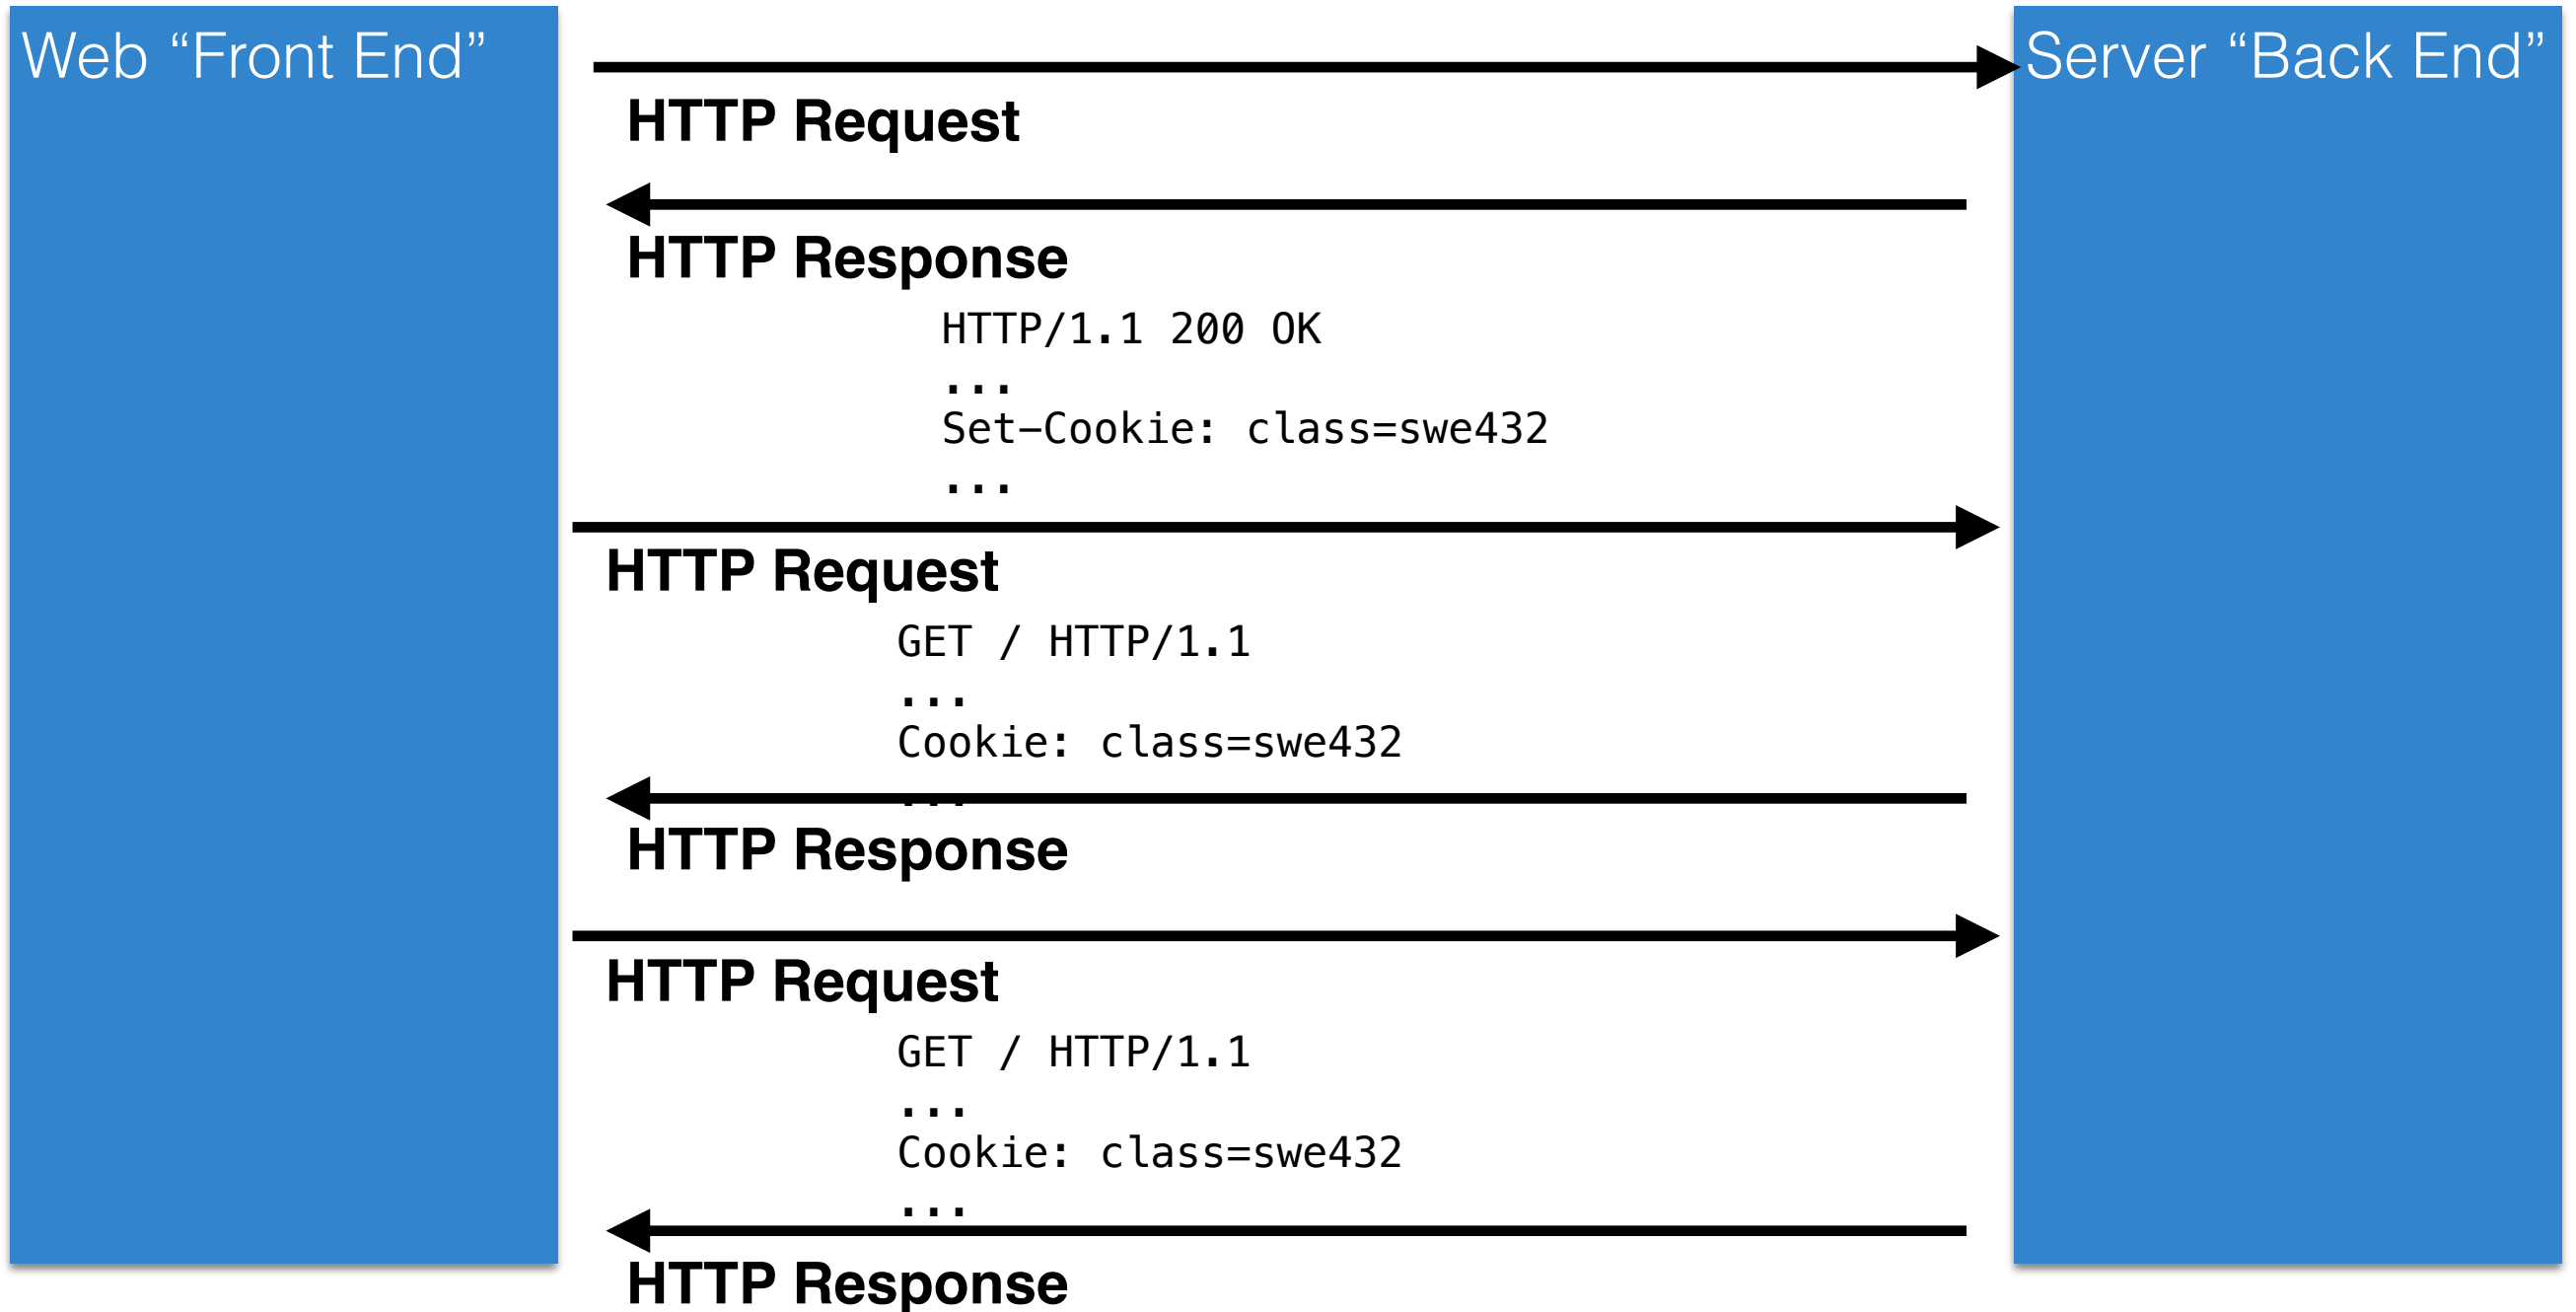 Web “Front End”
Server “Back End”
HTTP Request
HTTP Response
HTTP/1.1 200 OK
...
Set-Cookie: class=swe432
...
HTTP Request
GET / HTTP/1.1
...
Cookie: class=swe432
...
HTTP Response
HTTP Request
GET / HTTP/1.1
...
Cookie: class=swe432
...
HTTP Response